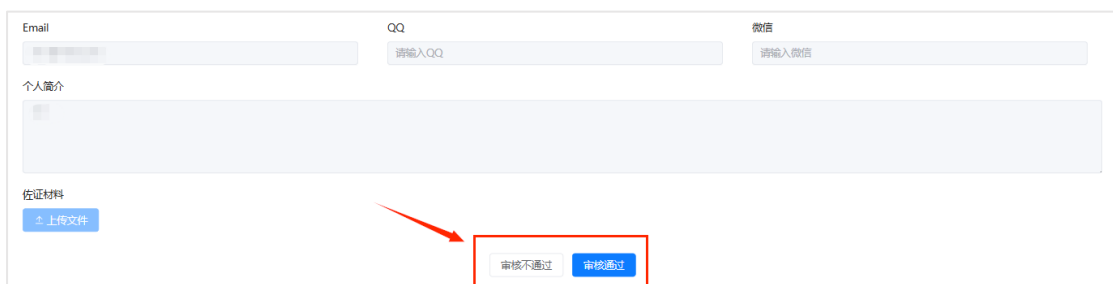 Email QQ 微信
请输入QQ 请输入微信
个人简介
佐证材料
上传文件
审核不通过 审核通过